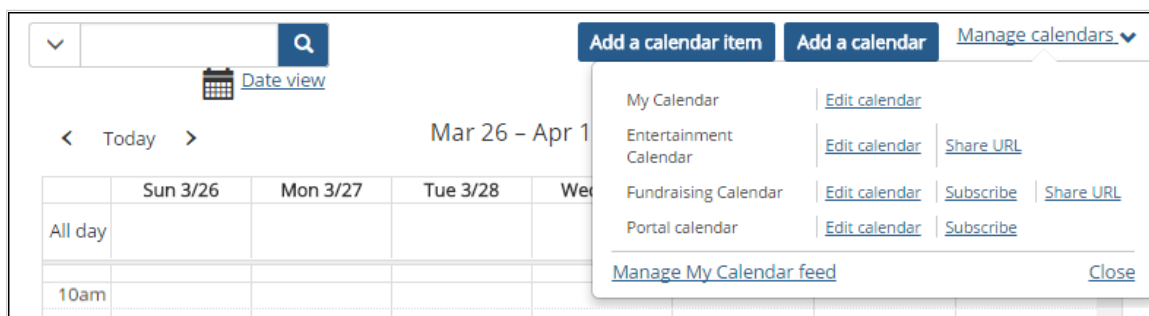 Add a calendar item Add a calendar Manage calendars
Date view
Today Mar 26 – Apr 1
Sun 3/26 Mon 3/27 Tue 3/28
All day
10am
My Calendar Edit calendar
Entertainment
Calendar Edit calendar Share URL
Fundraising Calendar Edit calendar Subscribe Share URL
Portal calendar Edit calendar Subscribe
Manage My Calendar feed Close